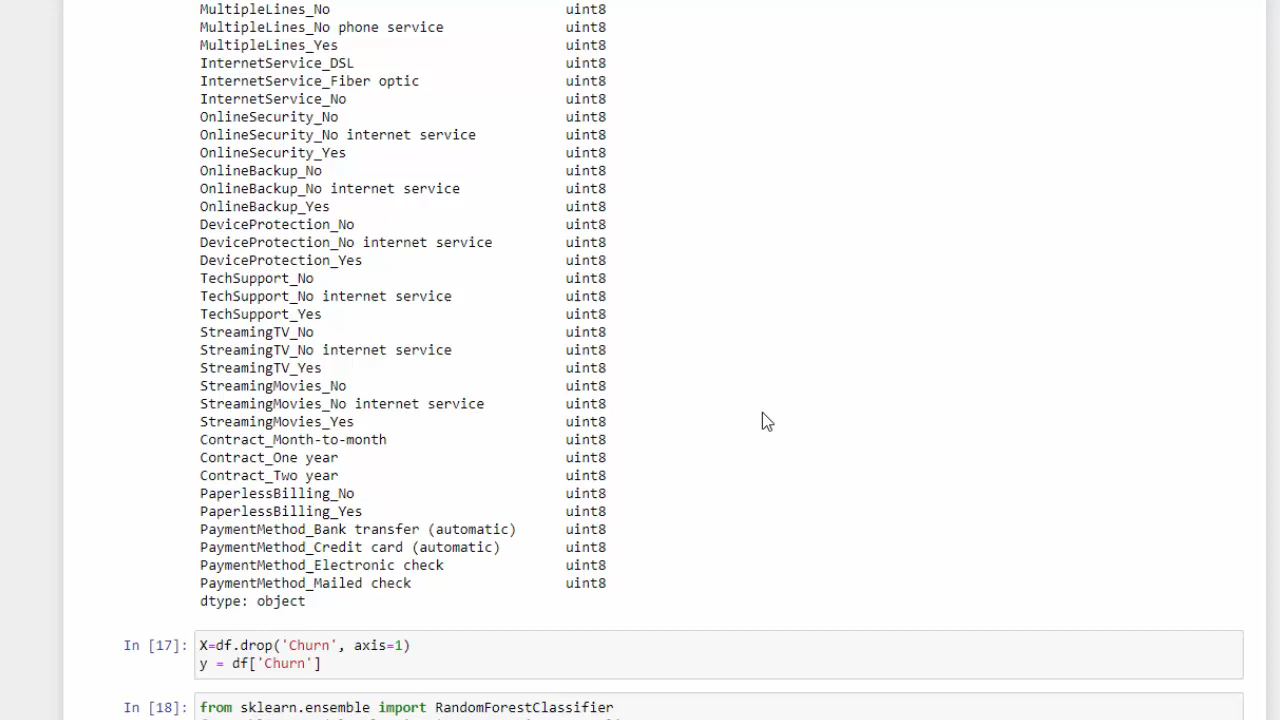 MultipleLines_No uint8
MultipleLines_No phone service uint8
MultipleLines_Yes uint8
InternetService_DSL uint8
InternetService_Fiber optic uint8
InternetService_No uint8
OnlineSecurity_No uint8
OnlineSecurity_No internet service uint8
OnlineSecurity_Yes uint8
OnlineBackup_No uint8
OnlineBackup_No internet service uint8
OnlineBackup_Yes uint8
DeviceProtection_No uint8
DeviceProtection_No internet service uint8
DeviceProtection_Yes uint8
TechSupport_No uint8
TechSupport_No internet service uint8
TechSupport_Yes uint8
StreamingTV_No uint8
StreamingTV_No internet service uint8
StreamingTV_Yes uint8
StreamingMovies_No uint8
StreamingMovies_No internet service uint8
StreamingMovies_Yes uint8
Contract_Month-to-month uint8
Contract_One year uint8
Contract_Two year uint8
PaperlessBilling_No uint8
PaperlessBilling_Yes uint8
PaymentMethod_Bank transfer (automatic) uint8
PaymentMethod_Credit card (automatic) uint8
PaymentMethod_Electronic check uint8
PaymentMethod_Mailed check uint8
dtype: object
In [17]: X=df.drop('Churn', axis=1)
y = df['Churn']
In [18]: from sklearn.ensemble import RandomForestClassifier